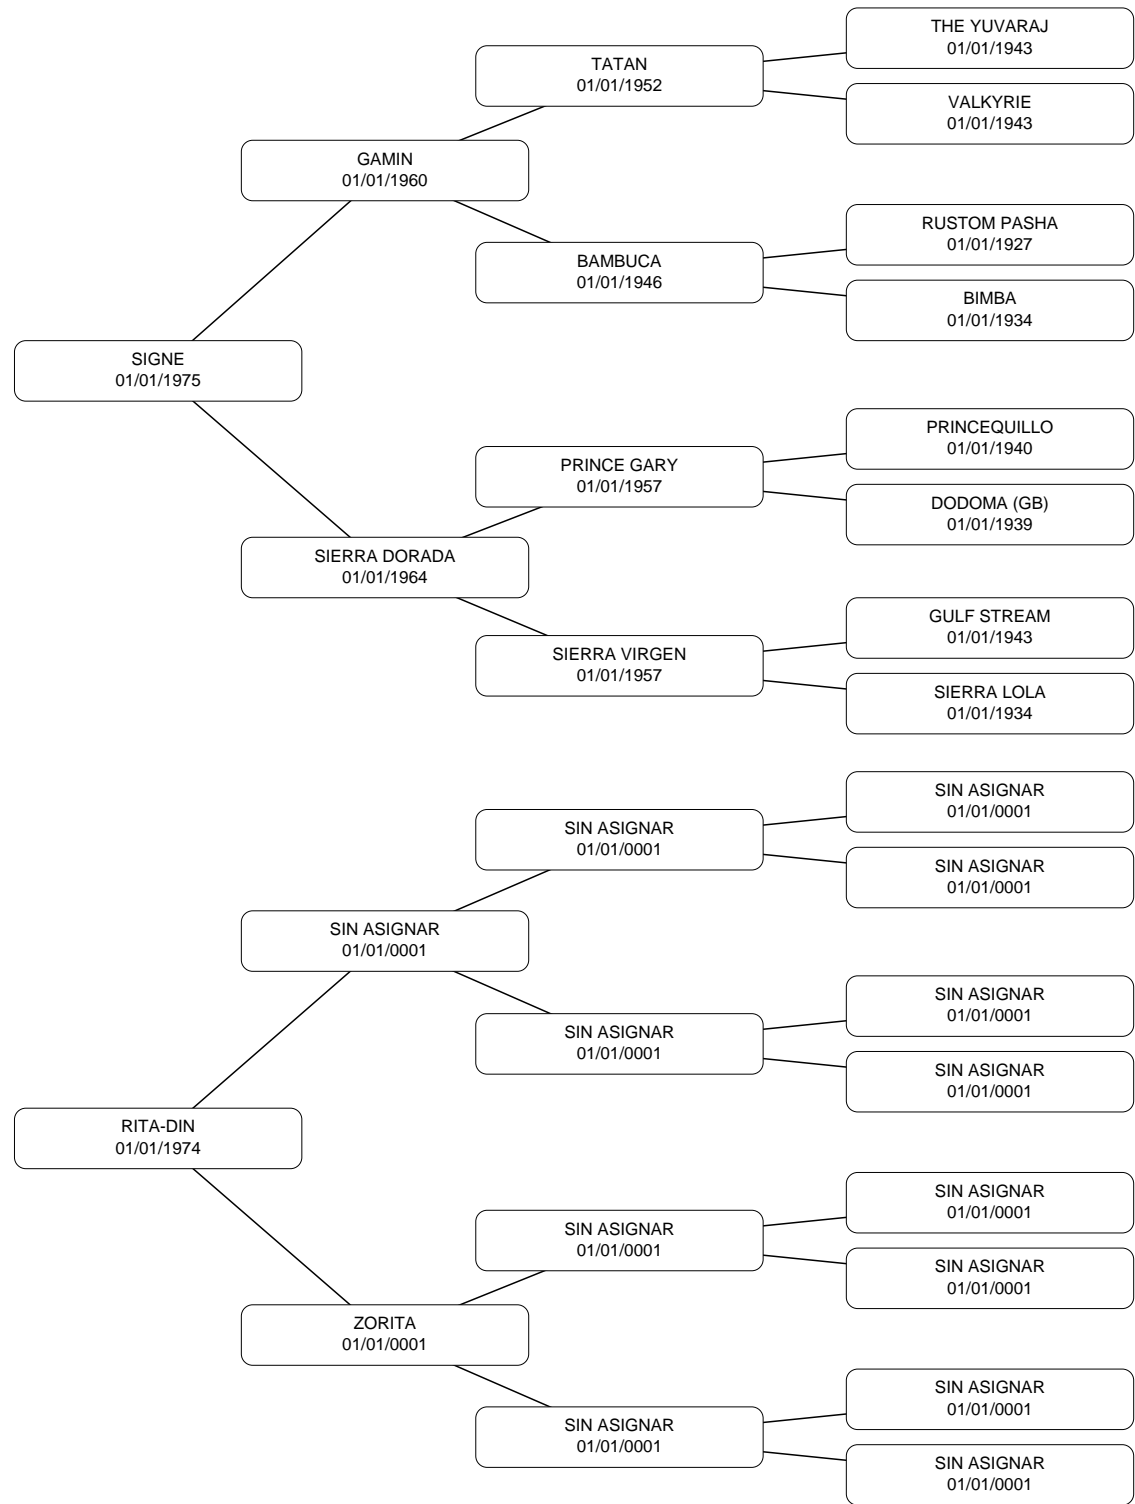 THE YUVARAJ
01/01/1943
TATAN
01/01/1952
VALKYRIE
01/01/1943
GAMIN
01/01/1960
RUSTOM PASHA
01/01/1927
BAMBUCA
01/01/1946
BIMBA
01/01/1934
SIGNE
01/01/1975
PRINCEQUILLO
01/01/1940
PRINCE GARY
01/01/1957
DODOMA (GB)
01/01/1939
SIERRA DORADA
01/01/1964
GULF STREAM
01/01/1943
SIERRA VIRGEN
01/01/1957
SIERRA LOLA
01/01/1934
SIN ASIGNAR
01/01/0001
SIN ASIGNAR
01/01/0001
SIN ASIGNAR
01/01/0001
SIN ASIGNAR
01/01/0001
SIN ASIGNAR
01/01/0001
SIN ASIGNAR
01/01/0001
SIN ASIGNAR
01/01/0001
RITA-DIN
01/01/1974
SIN ASIGNAR
01/01/0001
SIN ASIGNAR
01/01/0001
SIN ASIGNAR
01/01/0001
ZORITA
01/01/0001
SIN ASIGNAR
01/01/0001
SIN ASIGNAR
01/01/0001
SIN ASIGNAR
01/01/0001